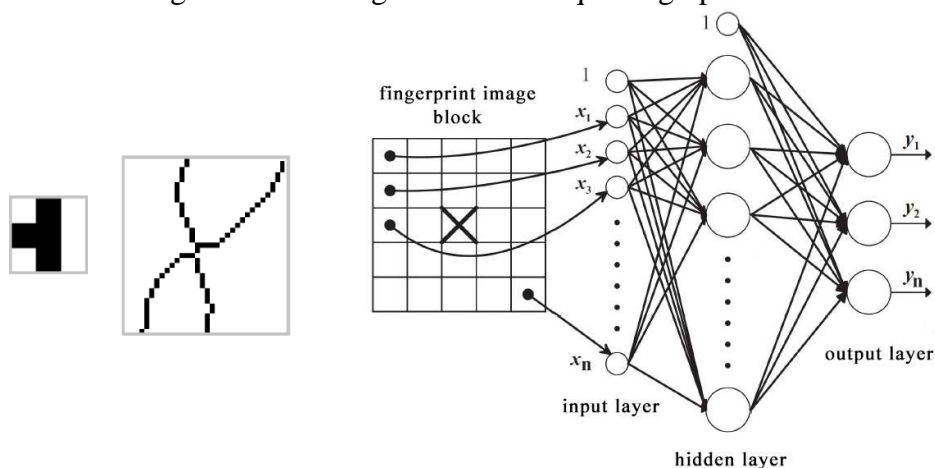 1
1
fingerprint image
block
x1
x2
x3
xn
y1
y2
yn
input layer
hidden layer
output layer